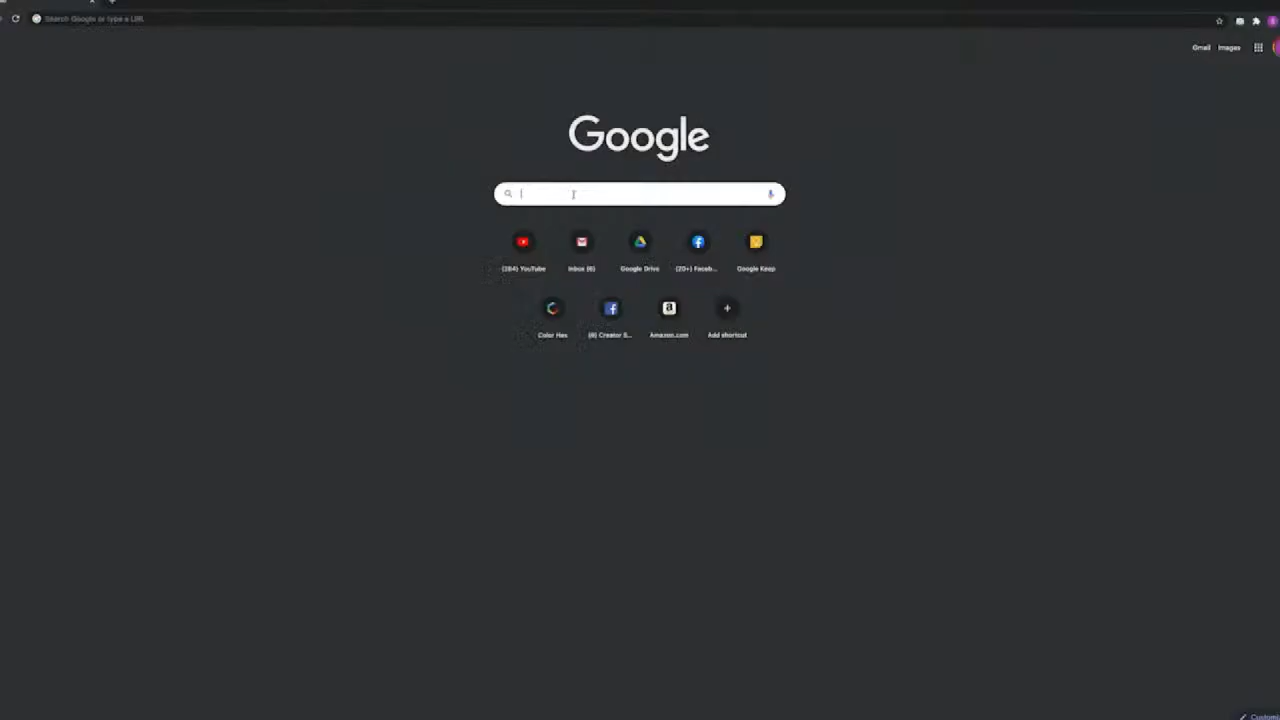 Search Google or type a URL
Gmail Images
Google
(284) YouTube
Inbox (6)
Google Drive
(20+) Faceb...
Google Keep
Color Hex
(6) Creator S...
Amazon.com
Add shortcut